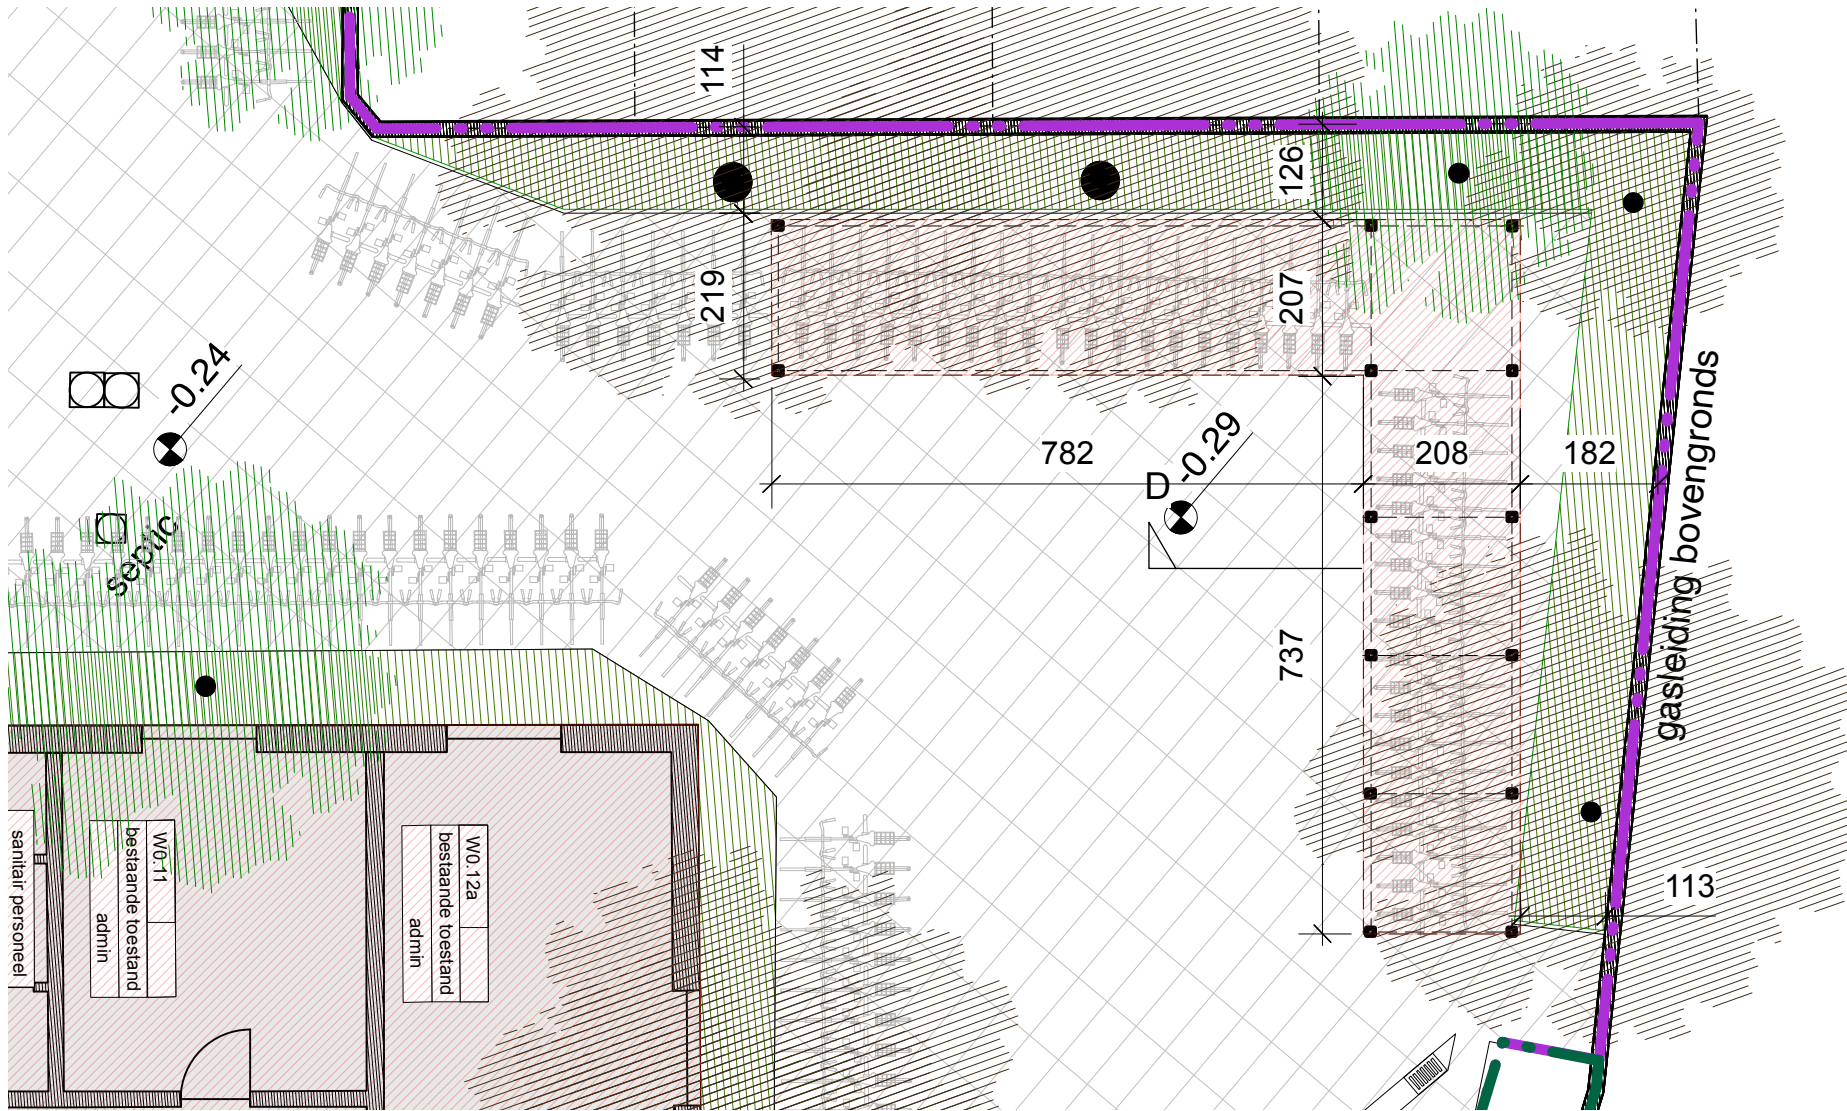 114
126
219
207
-0.24
gasleiding bovengronds
782
D
-0.29
208
182
septic
737
113
sanitair personeel
W0.11
bestaande toestand
admin
W0.12a
bestaande toestand
admin